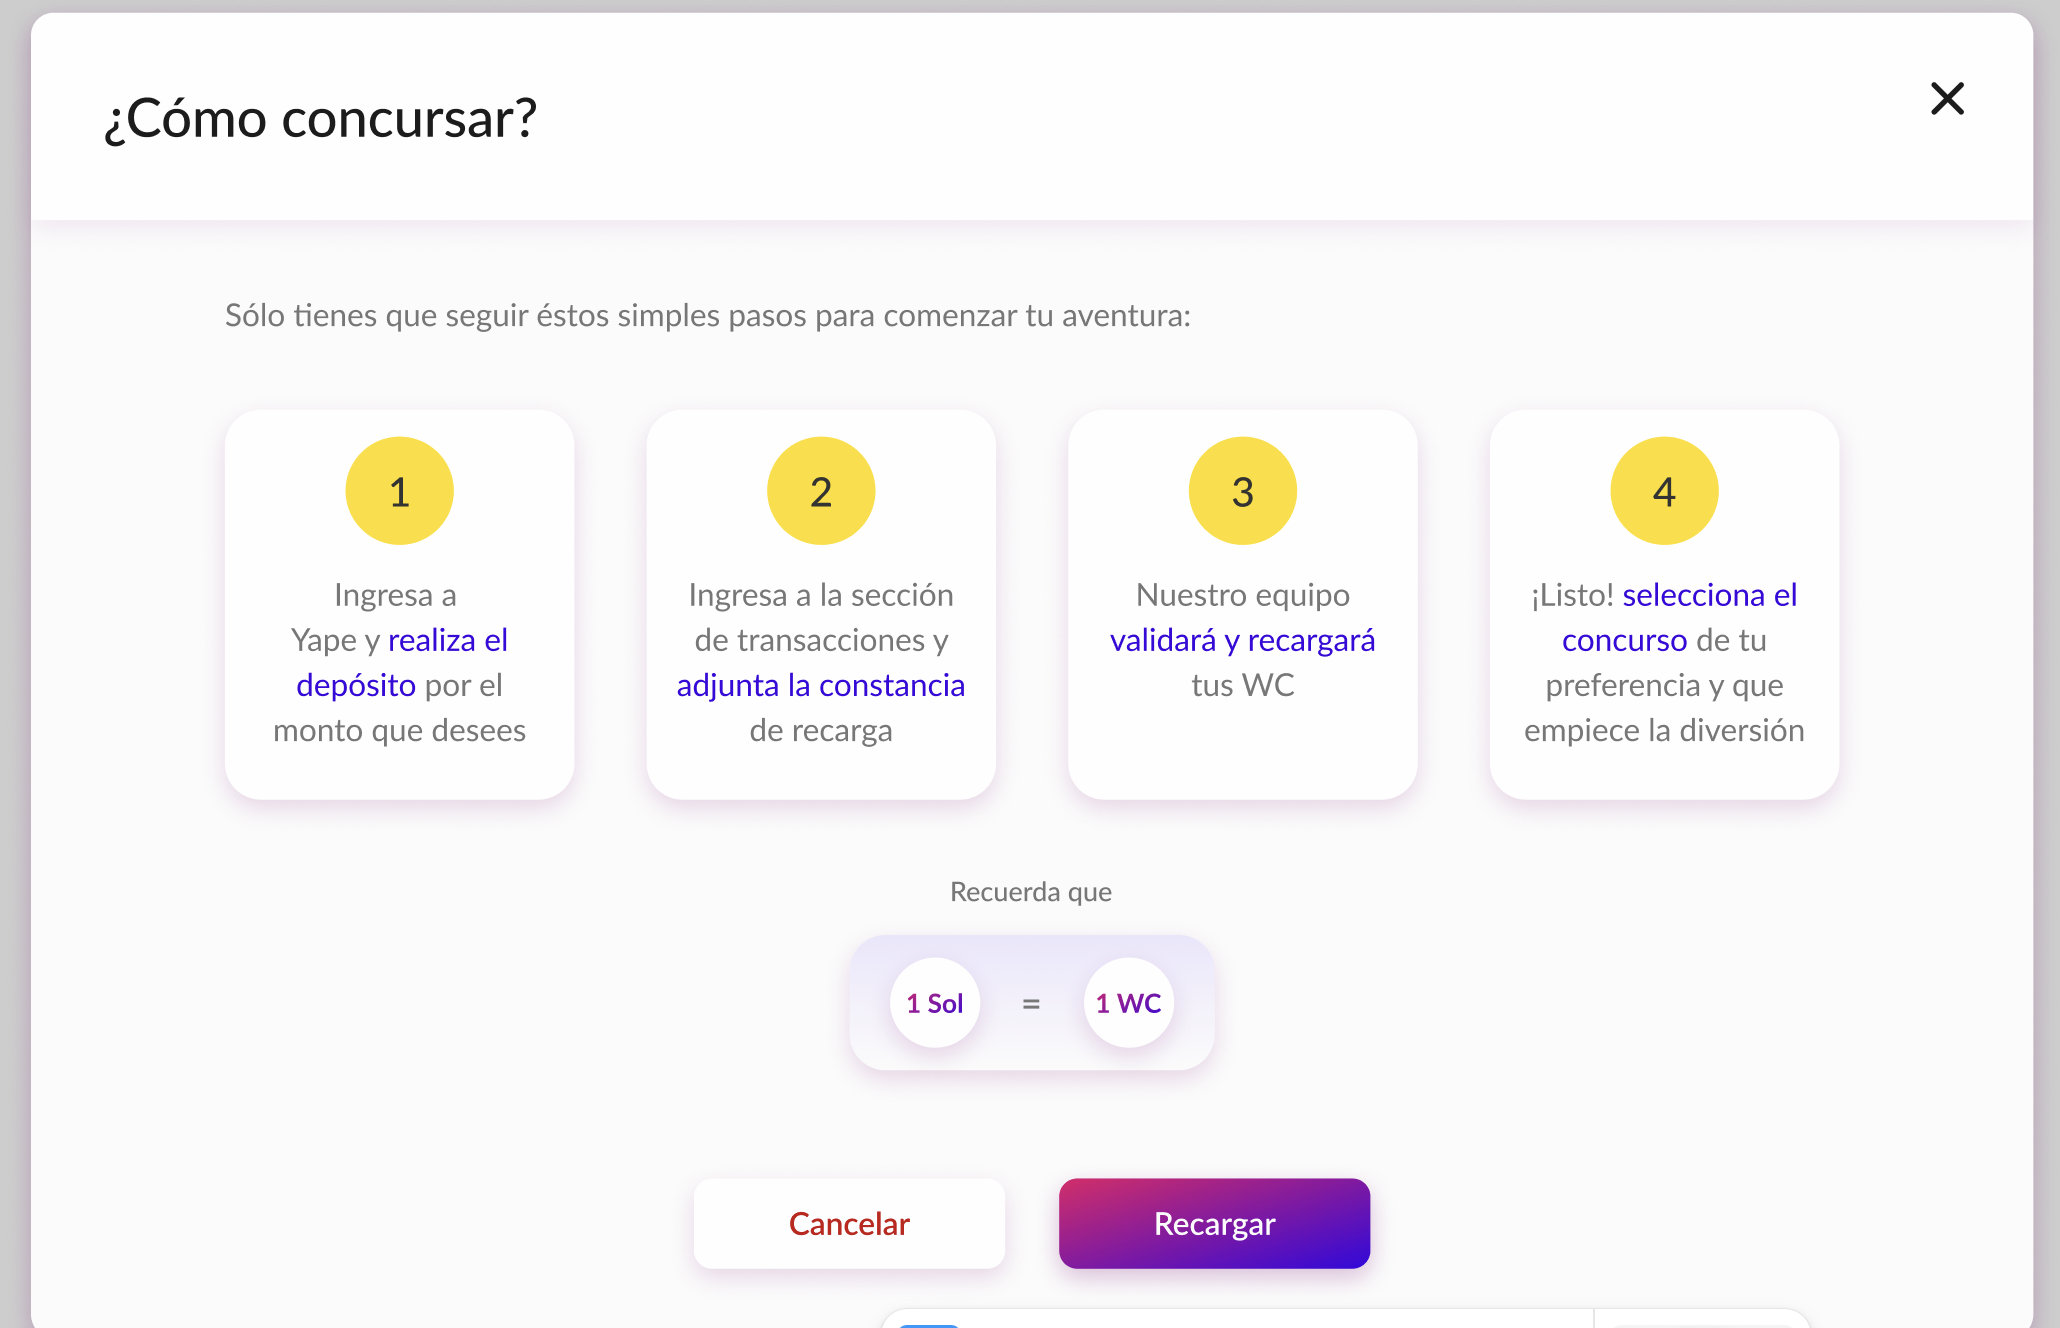 ¿Cómo concursar?
Sólo tienes que seguir éstos simples pasos para comenzar tu aventura:
1
Ingresa a
Yape y realiza el
depósito por el
monto que desees
2
Ingresa a la sección
de transacciones y
adjunta la constancia
de recarga
3
Nuestro equipo
validará y recargará
tus WC
4
¡Listo! selecciona el
concurso de tu
preferencia y que
empiece la diversión
Recuerda que
1 Sol = 1 WC
Cancelar
Recargar